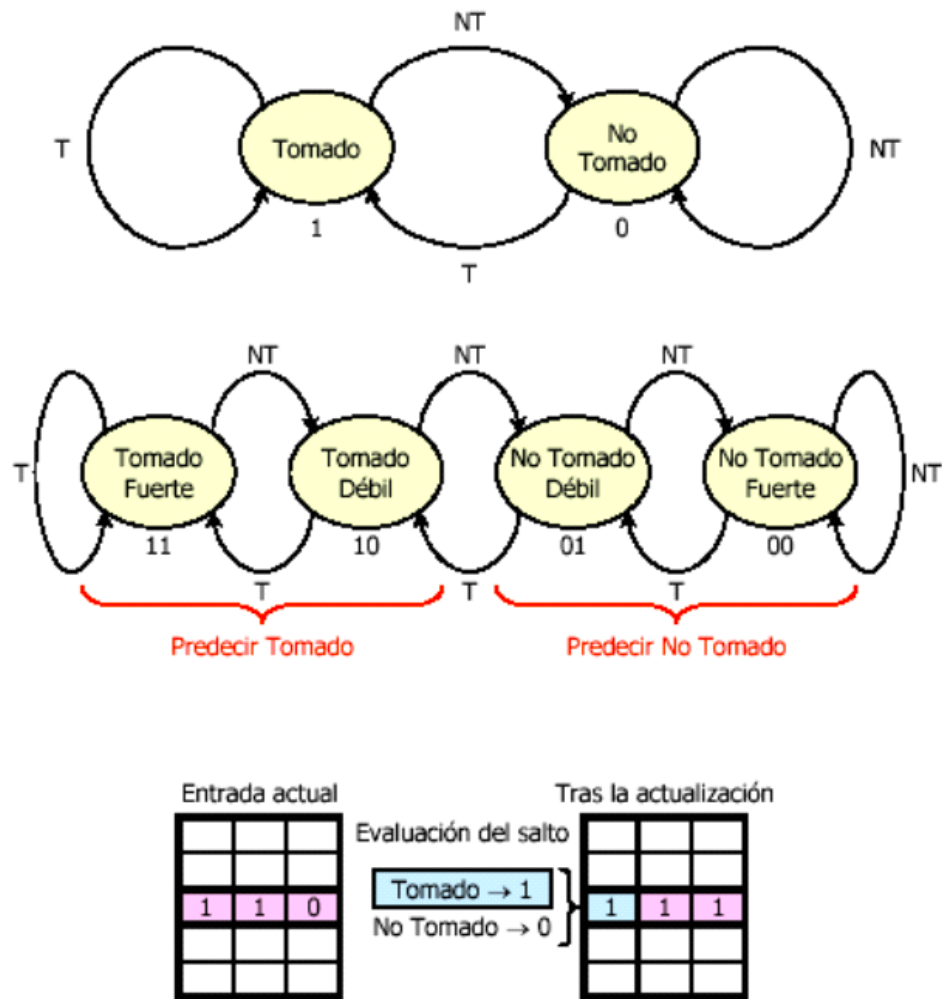 NT
T
Tomado
No
Tomado
NT
1
0
T
NT
NT
NT
T
Tomado
Fuerte
Tomado
Débil
No Tomado
Débil
No Tomado
Fuerte
NT
11
10
01
00
T
T
T
Predecir Tomado
Predecir No Tomado
Entrada actual
Tras la actualización
Evaluación del salto
Tomado → 1
1 1 0
1 1 1
No Tomado → 0